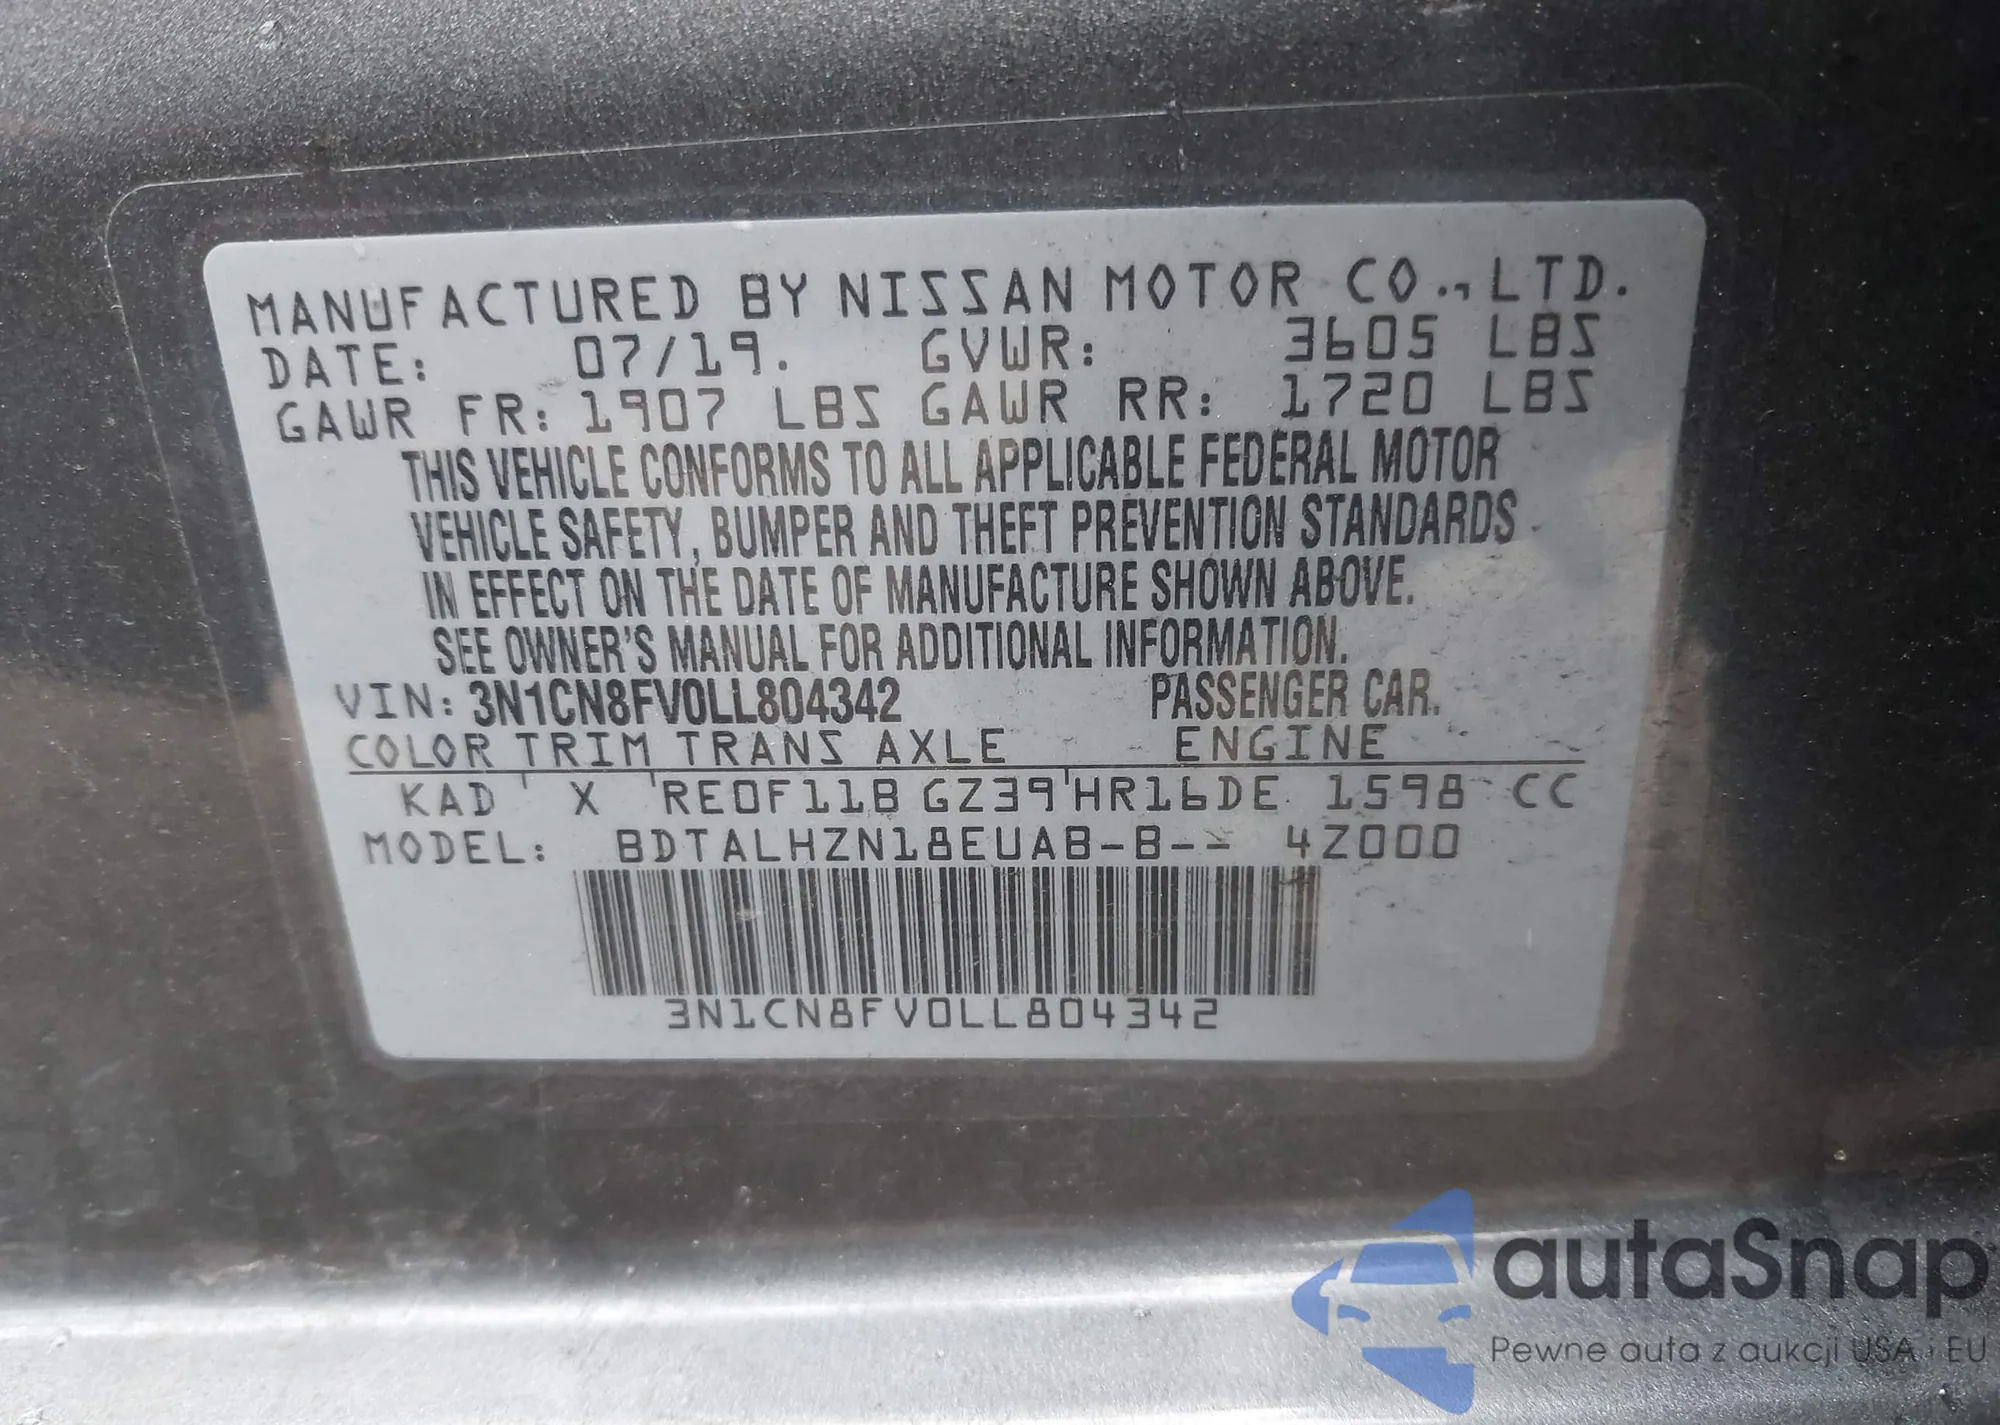 MANUFACTURED BY NISSAN MOTOR CO., LTD.
DATE: 07/19. GVWR: 3605 LBS
GAWR FR: 1907 LBS GAWR RR: 1720 LBS
THIS VEHICLE CONFORMS TO ALL APPLICABLE FEDERAL MOTOR
VEHICLE SAFETY, BUMPER AND THEFT PREVENTION STANDARDS
IN EFFECT ON THE DATE OF MANUFACTURE SHOWN ABOVE.
SEE OWNER'S MANUAL FOR ADDITIONAL INFORMATION.
VIN: 3N1CN8FV0LL804342 PASSENGER CAR.
COLOR TRIM TRANS AXLE ENGINE
KAD X RE0F11B GZ39 HR16DE 1598 CC
MODEL: BDTALHZN18EUAB-B-- 4Z000
3N1CN8FV0LL804342
autaSnap
Pewne auta z aukcji USA i EU